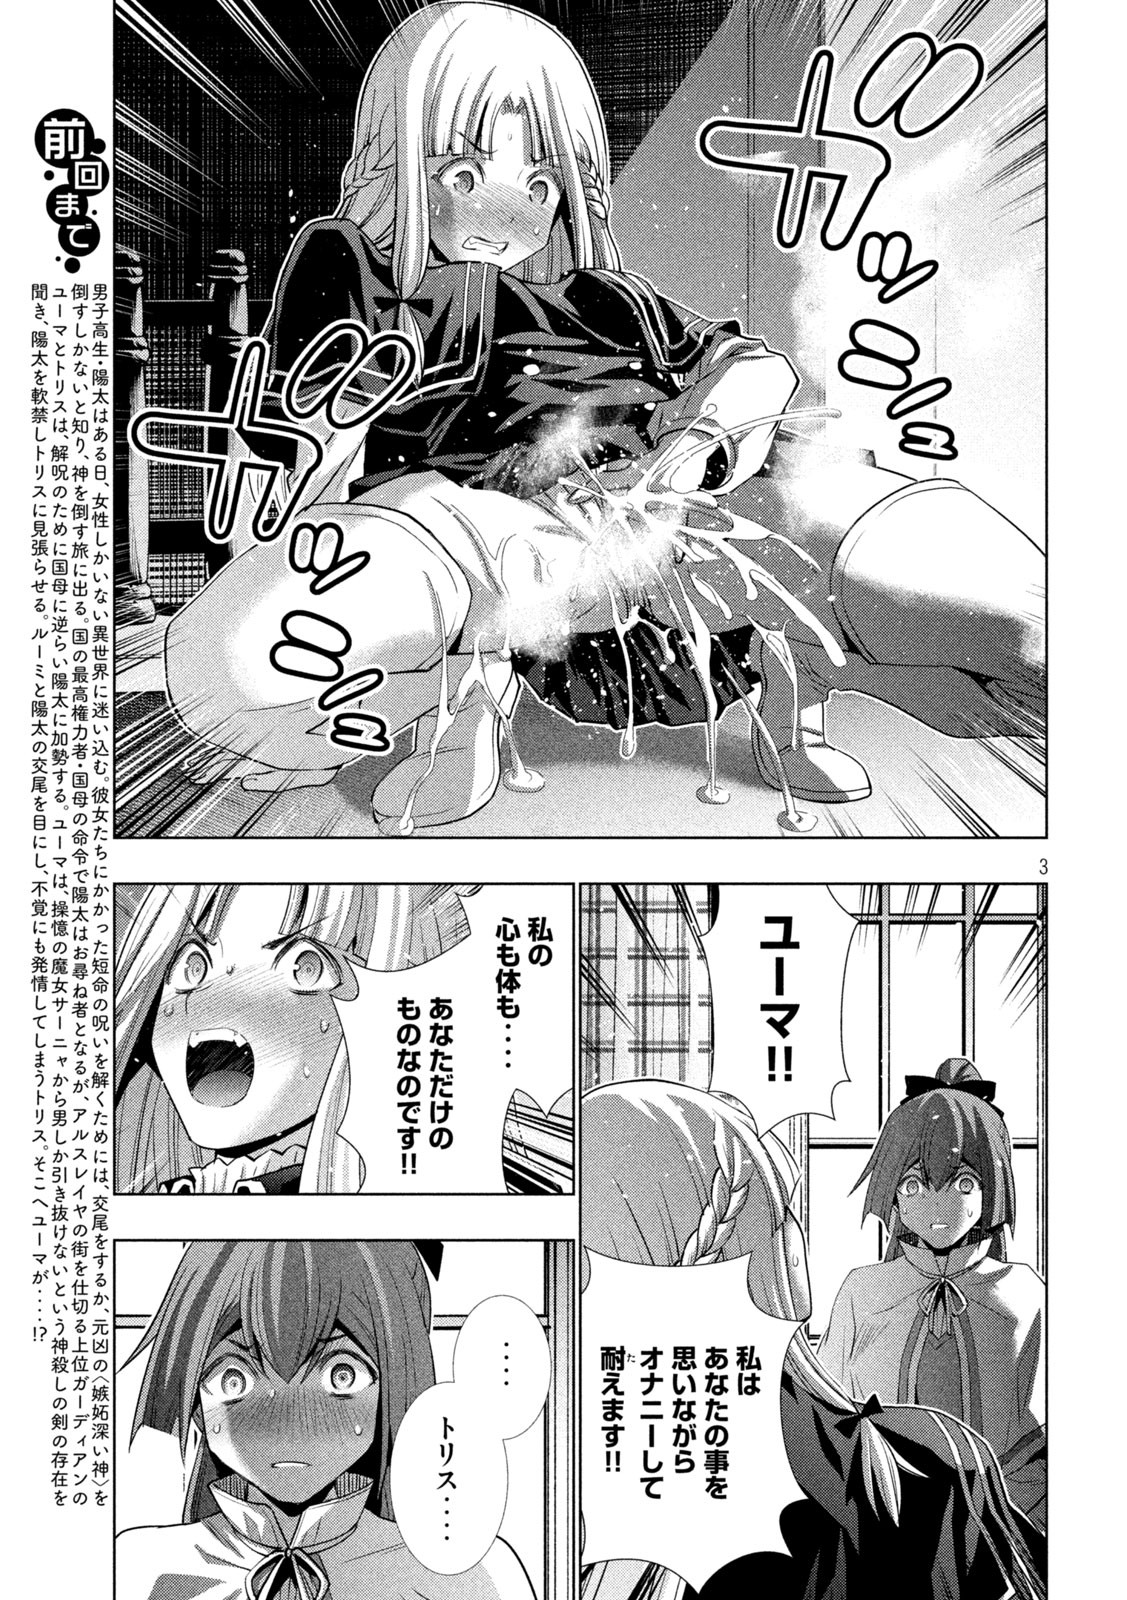 前回まで
男子高生・陽太はある日、女性しかいない異世界に迷い込む。彼女たちにかかった短命の呪いを解くためには、交尾をするか、元凶の〈嫉妬深い神〉を
倒すしかないと知り、神を倒す旅に出る。国の最高権力者・国母の命令で陽太はお尋ね者となるが、アルスレイヤの街を仕切る上位ガーディアンの
ユーマとトリスは、解呪のために国母に逆らい陽太に加勢する。ユーマは、操憶の魔女サーニャから男しか引き抜けないという神殺しの剣の存在を
聞き、陽太を軟禁しトリスに見張らせる。ルーミと陽太の交尾を目にし、不覚にも発情してしまうトリス。そこへユーマが‥‥!?
ガクガッ
クニュクニュ
3
ユーマ!!
私は
あなたの事を
思いながら
オナニーして
耐えます!!
た
私の
心も体も‥‥
あなただけの
ものなのです!!
‥‥
トリス‥‥